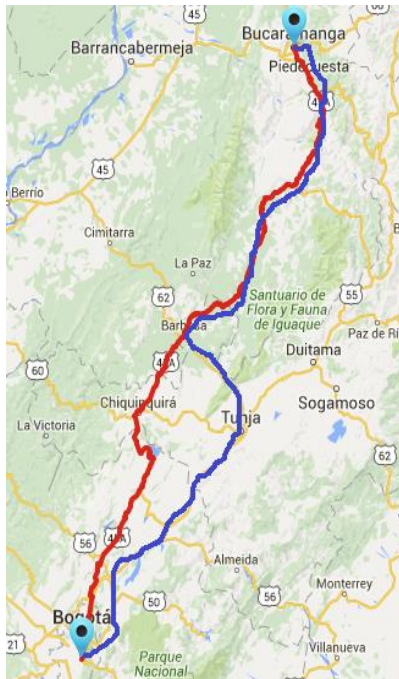 66
Bucaramanga
45
Barrancabermeja
Piedecuesta
45A
45
o Berrío
Cimitarra
La Paz
62
Santuario de
Flora y Fauna
de Iguaque
55
Barbosa
Paz de Ri
45A
Duitama
60
Chiquinquirá
Sogamoso
Tunja
La Victoria
62
56
45A
Almeida
Monterrey
50
56
Bogotá
21
Villanueva
Parque
Nacional